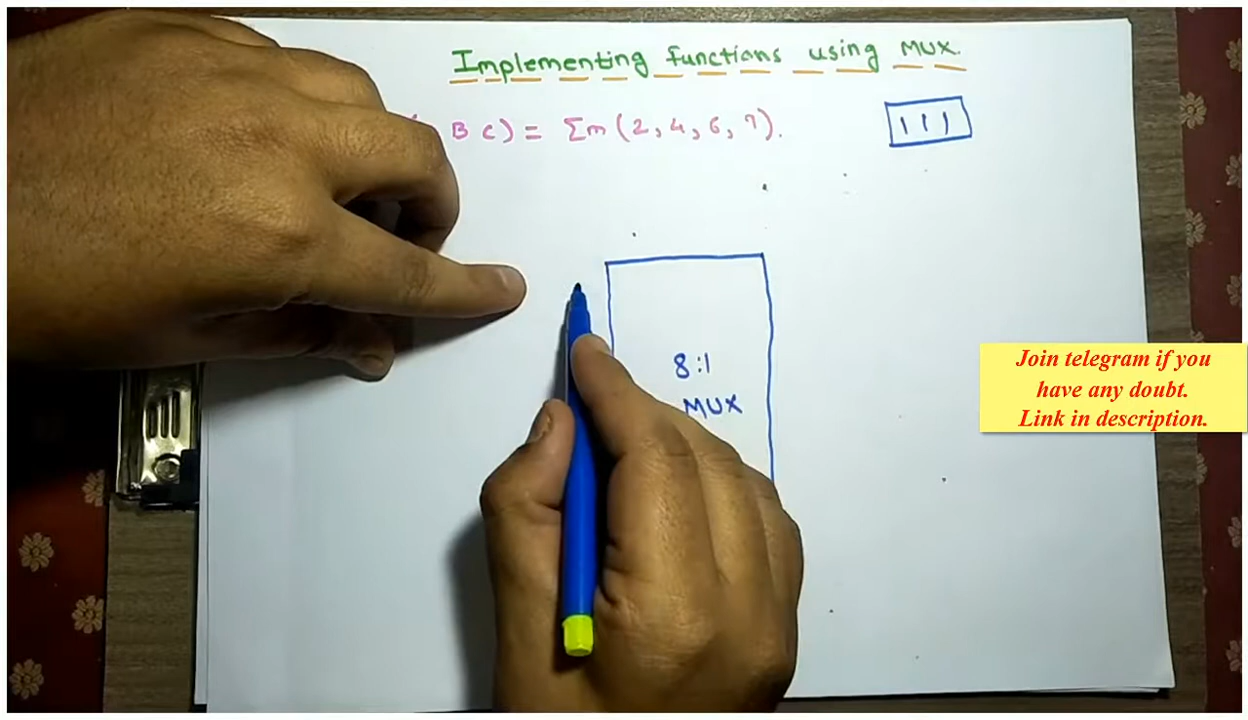 Implementing functions using MUX.
B C) = Σm (2, 4, 6, 7).
111
8:1
MUX
Join telegram if you
have any doubt.
Link in description.